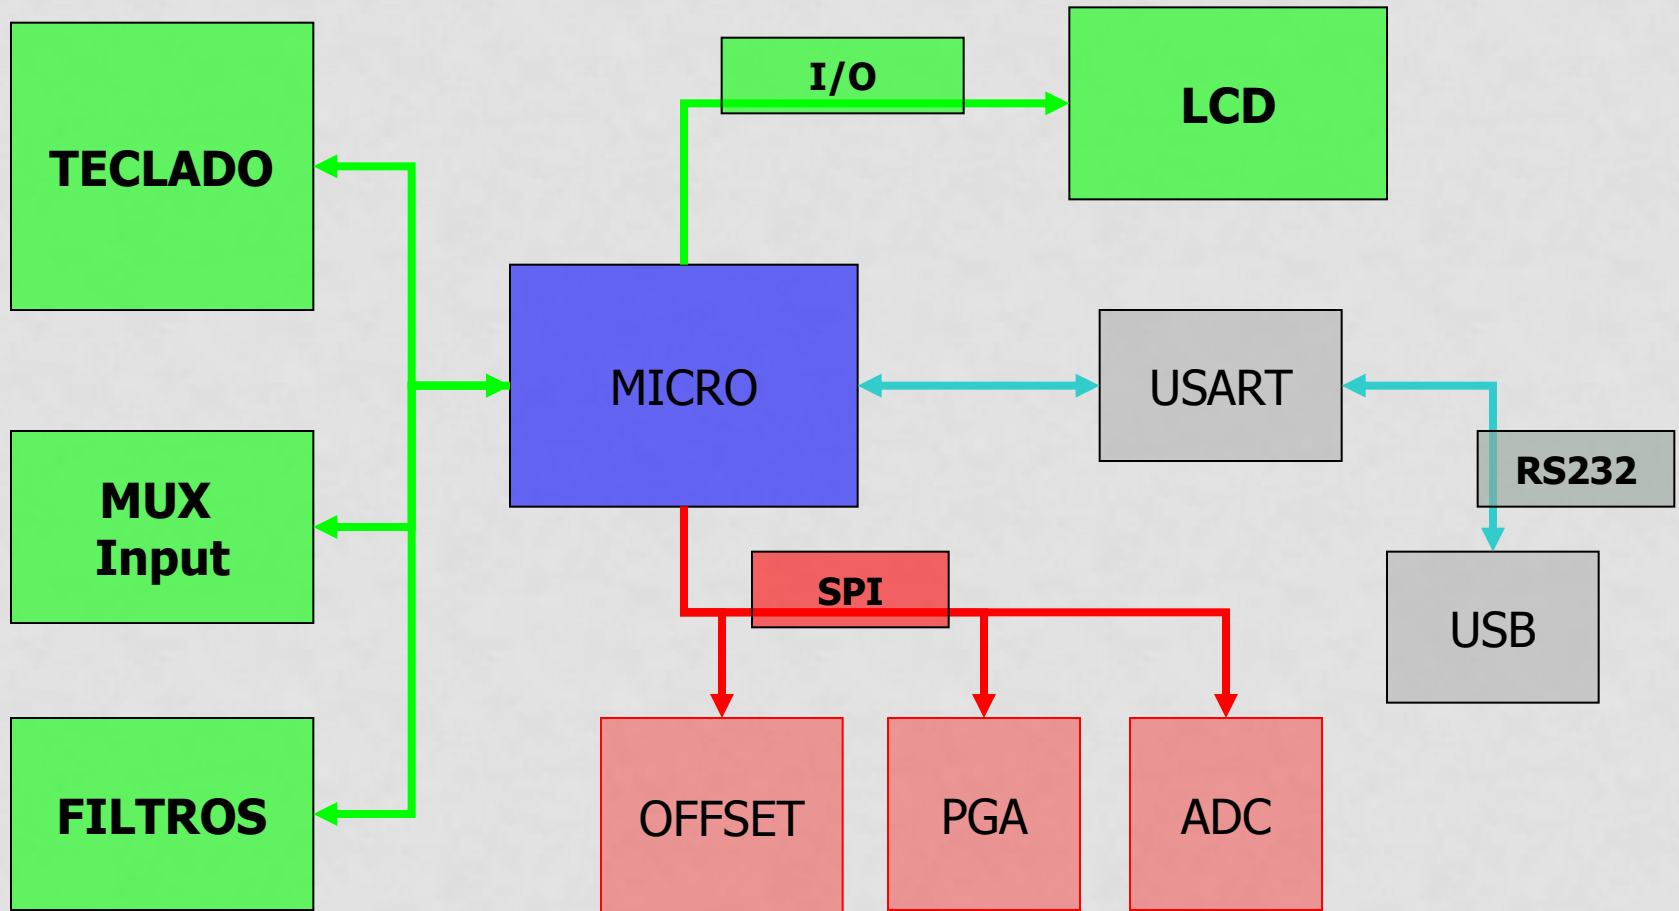 I/O
LCD
TECLADO
MICRO
USART
RS232
MUX
Input
SPI
USB
FILTROS
OFFSET
PGA
ADC